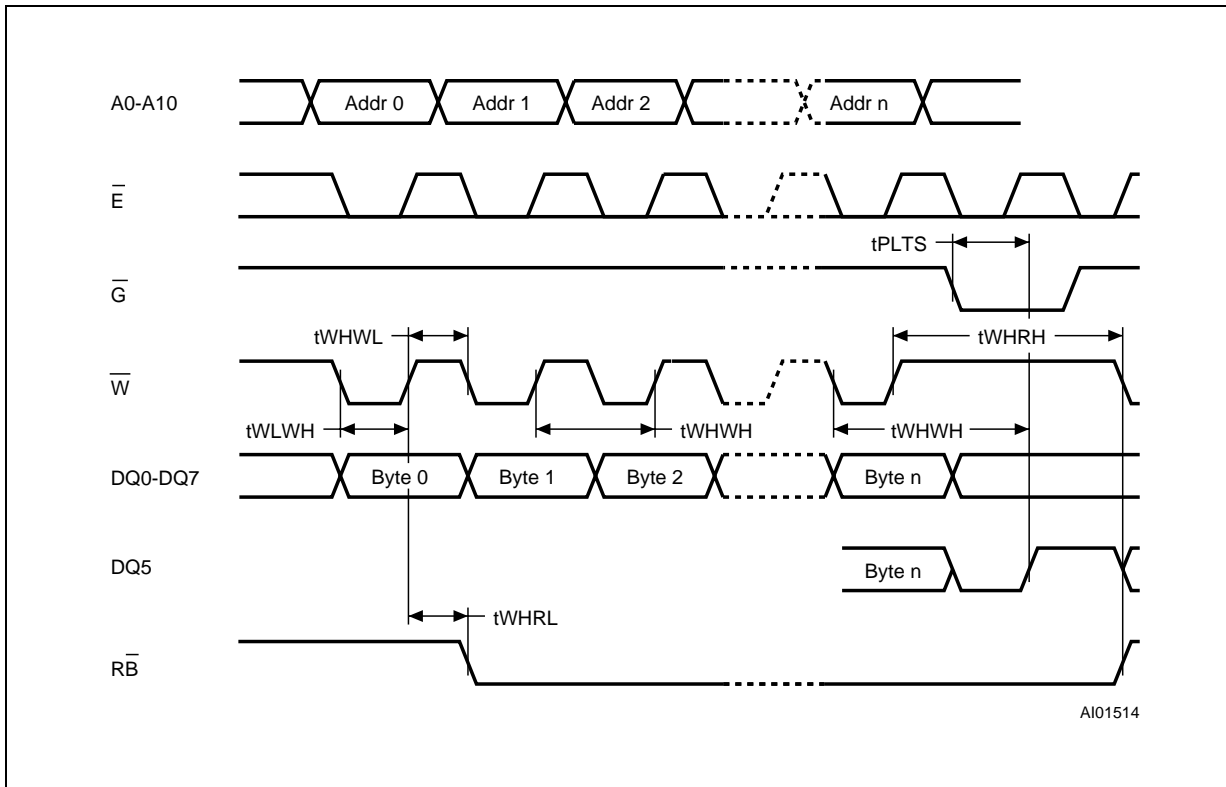 A0-A10 Addr 0 Addr 1 Addr 2 Addr n
E̅
tPLTS
G̅
tWHWL tWHRH
W̅
tWLWH tWHWH tWHWH
DQ0-DQ7 Byte 0 Byte 1 Byte 2 Byte n
DQ5 Byte n
tWHRL
RB̅
AI01514